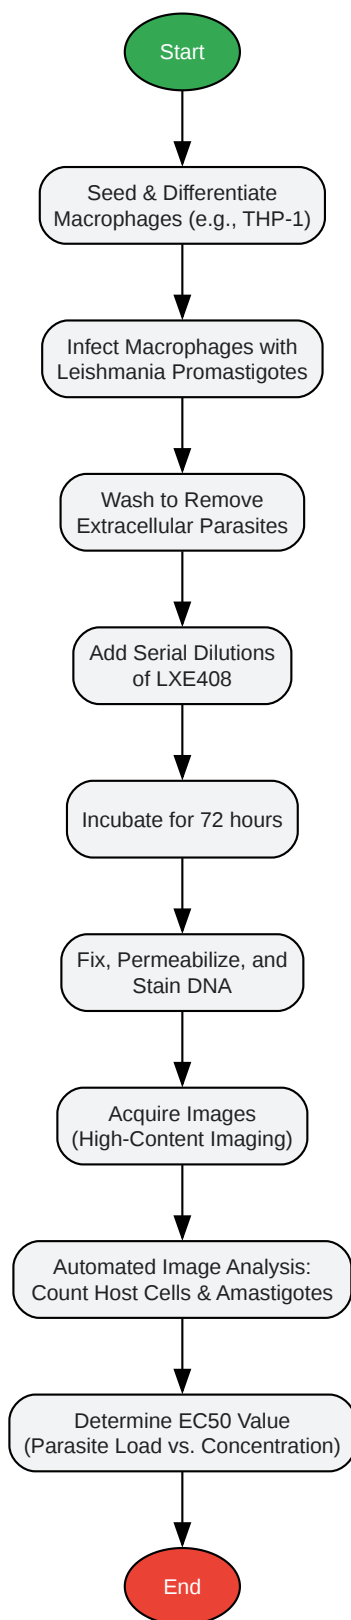 Start
Seed & Differentiate
Macrophages (e.g., THP-1)
Infect Macrophages with
Leishmania Promastigotes
Wash to Remove
Extracellular Parasites
Add Serial Dilutions
of LXE408
Incubate for 72 hours
Fix, Permeabilize, and
Stain DNA
Acquire Images
(High-Content Imaging)
Automated Image Analysis:
Count Host Cells & Amastigotes
Determine EC50 Value
(Parasite Load vs. Concentration)
End